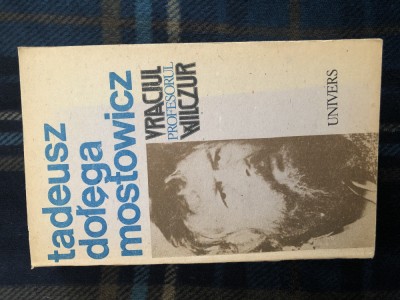 tadeusz
dołęga
mostowicz
VRACIUL
PROFESORUL
WILCZUR
UNIVERS